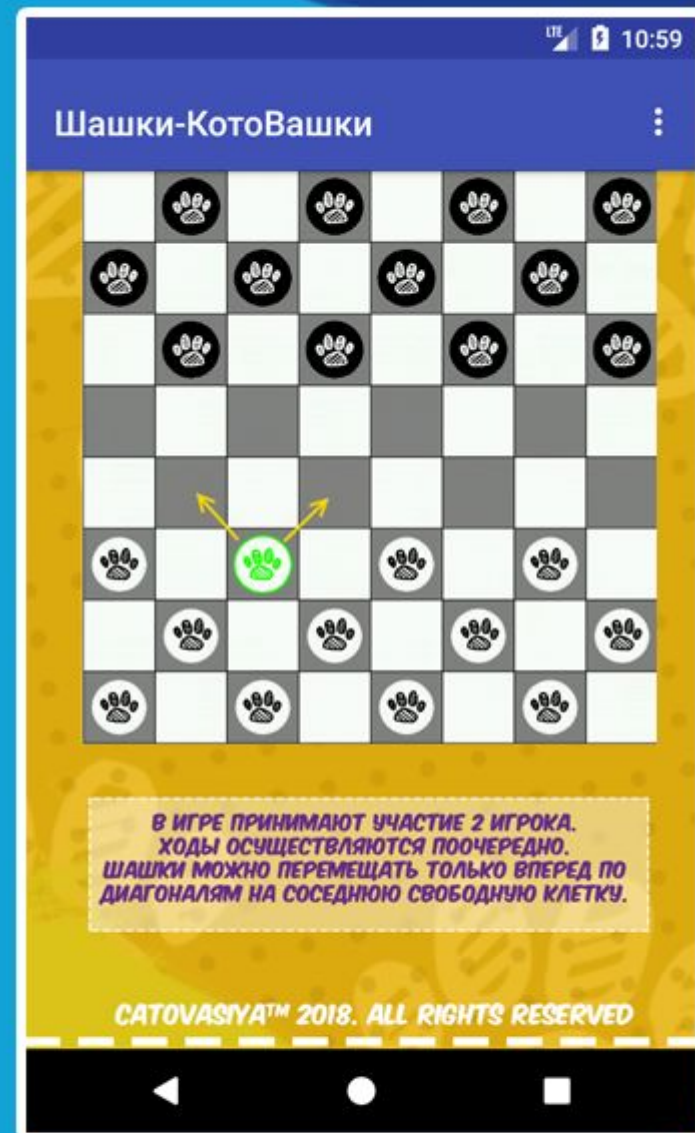 LTE 10:59
Шашки-КотоВашки
В ИГРЕ ПРИНИМАЮТ УЧАСТИЕ 2 ИГРОКА.
ХОДЫ ОСУЩЕСТВЛЯЮТСЯ ПООЧЕРЕДНО.
ШАШКИ МОЖНО ПЕРЕМЕЩАТЬ ТОЛЬКО ВПЕРЕД ПО
ДИАГОНАЛЯМ НА СОСЕДНЮЮ СВОБОДНУЮ КЛЕТКУ.
CATOVASIYA™ 2018. ALL RIGHTS RESERVED